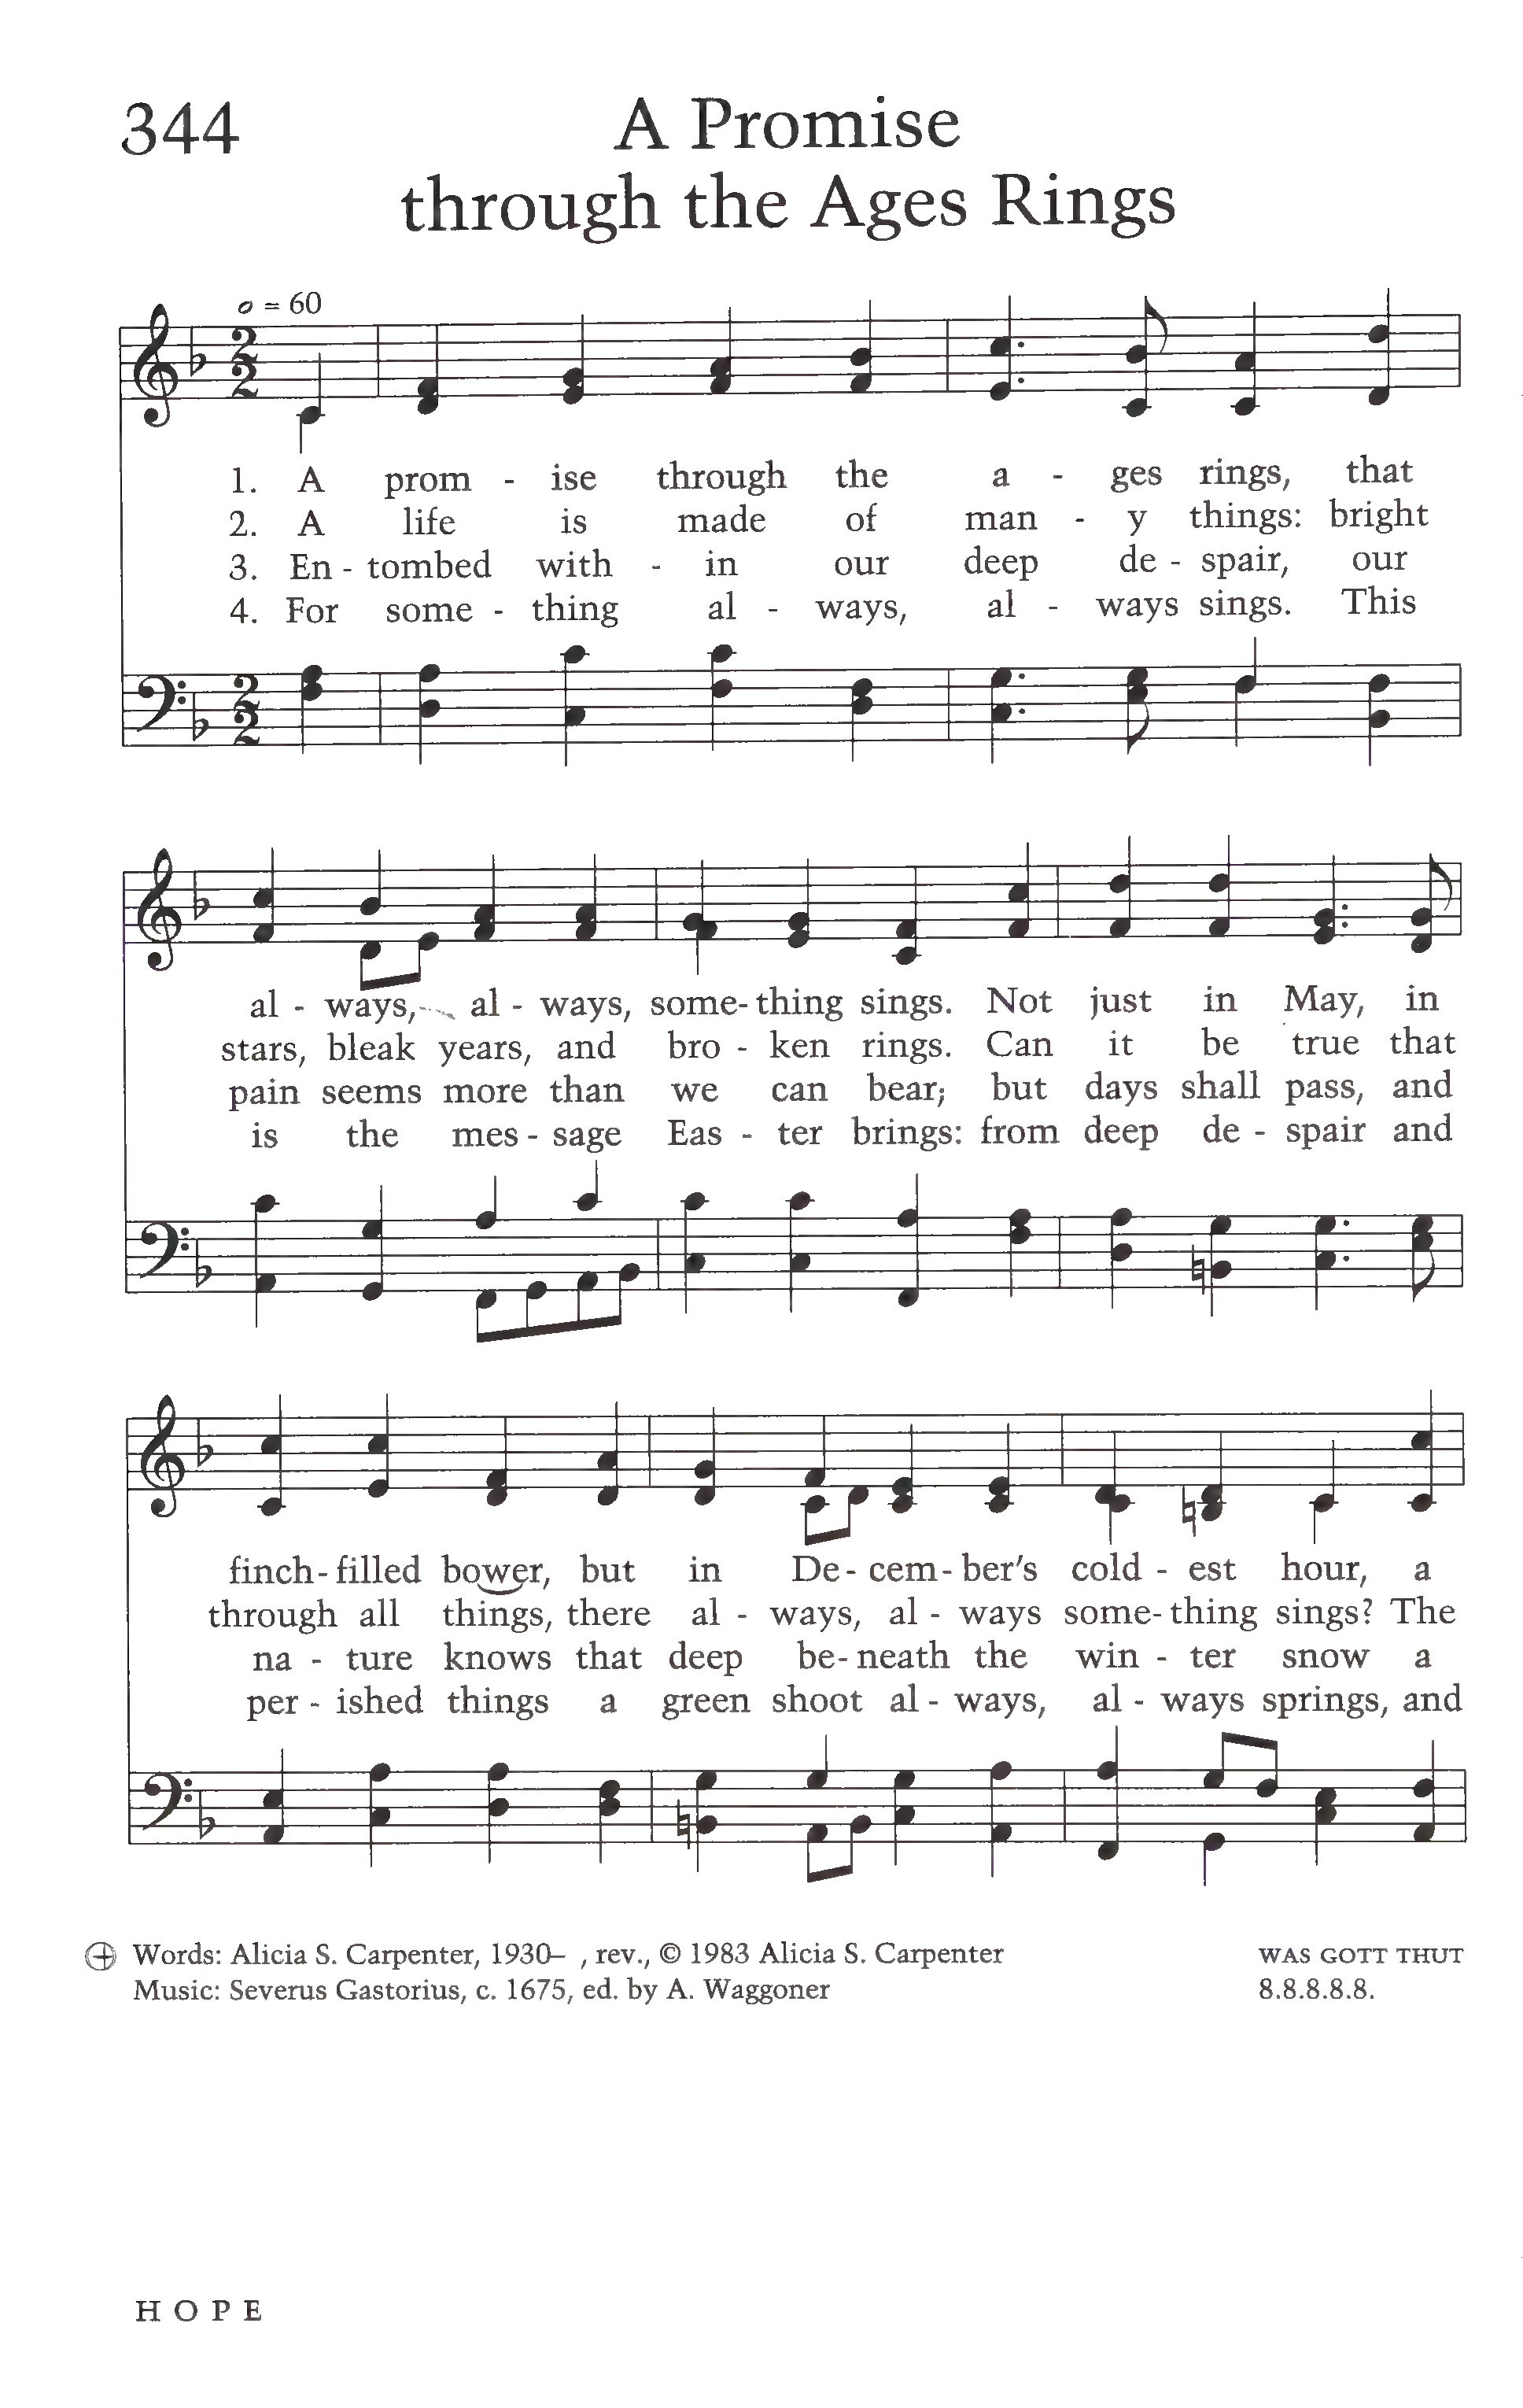 344
A Promise
through the Ages Rings
= 60
2 2
1. A prom - ise through the a - ges rings, that
2. A life is made of man - y things: bright
3. En - tombed with - in our deep de - spair, our
4. For some - thing al - ways, al - ways sings. This
2 2
al - ways, al - ways, some- thing sings. Not just in May, in
stars, bleak years, and bro - ken rings. Can it be true that
pain seems more than we can bear; but days shall pass, and
is the mes - sage Eas - ter brings: from deep de - spair and
finch - filled bower, but in De - cem - ber's cold - est hour, a
through all things, there al - ways, al - ways some- thing sings? The
na - ture knows that deep be - neath the win - ter snow a
per - ished things a green shoot al - ways, al - ways springs, and
Words: Alicia S. Carpenter, 1930– , rev., © 1983 Alicia S. Carpenter WAS GOTT THUT
Music: Severus Gastorius, c. 1675, ed. by A. Waggoner 8.8.8.8.8.
HOPE